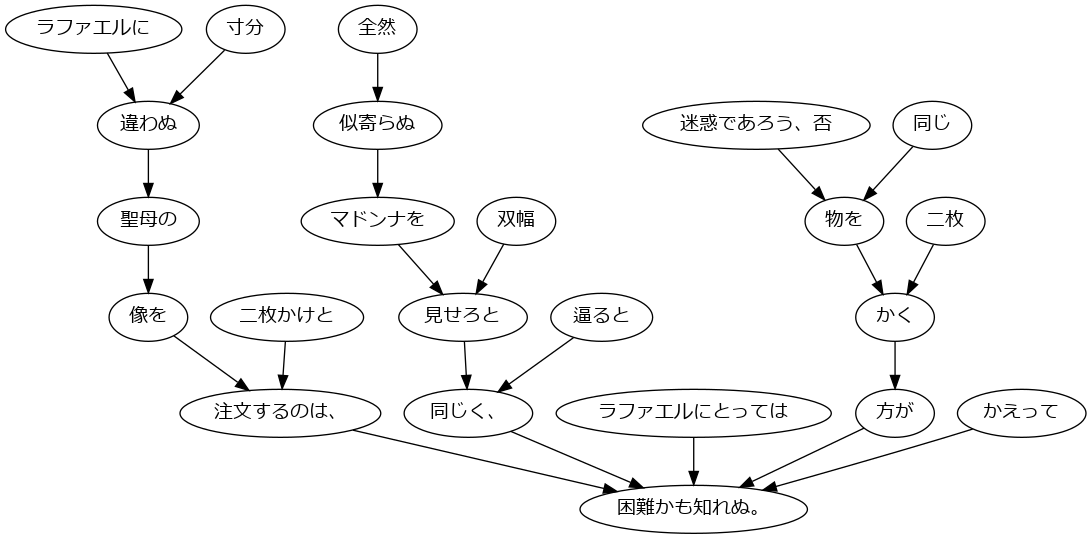 ラファエルに
寸分
全然
違わぬ
似寄らぬ
迷惑であろう、否
同じ
聖母の
マドンナを
双幅
物を
二枚
像を
二枚かけと
見せろと
逼ると
かく
注文するのは、
同じく、
ラファエルにとっては
方が
かえって
困難かも知れぬ。